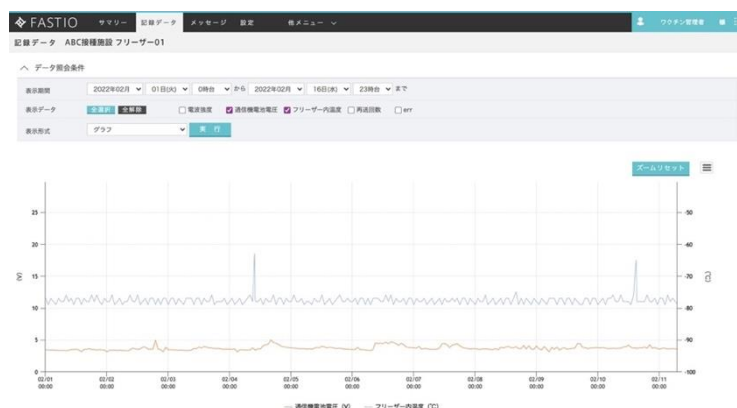 FASTIO サマリー 記録データ メッセージ 設定 他メニュー ワクチン管理者 様
記録データ ABC接種施設 フリーザー01
データ照会条件
表示期間 2022年02月 01日(火) 0時台 から 2022年02月 16日(水) 23時台 まで
表示データ 全選択 全解除 電波強度 通信機電池電圧 フリーザー内温度 再送回数 err
表示形式 グラフ 実行
ズームリセット
25 -50
20 -60
(V) 15 -70 (℃)
10 -80
5 -90
0 -100
02/01 02/02 02/03 02/04 02/05 02/06 02/07 02/08 02/09 02/10 02/11
00:00 00:00 00:00 00:00 00:00 00:00 00:00 00:00 00:00 00:00 00:00
通信機電池電圧 (V) フリーザー内温度 (℃)